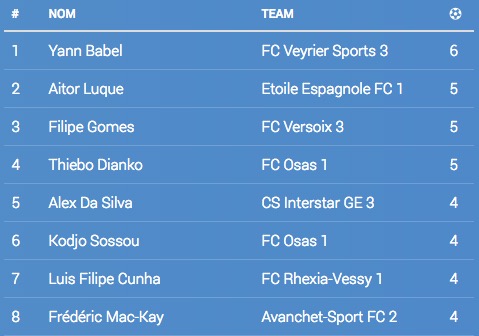 # NOM TEAM
1 Yann Babel FC Veyrier Sports 3 6
2 Aitor Luque Etoile Espagnole FC 1 5
3 Filipe Gomes FC Versoix 3 5
4 Thiebo Dianko FC Osas 1 5
5 Alex Da Silva CS Interstar GE 3 4
6 Kodjo Sossou FC Osas 1 4
7 Luis Filipe Cunha FC Rhexia-Vessy 1 4
8 Frédéric Mac-Kay Avanchet-Sport FC 2 4